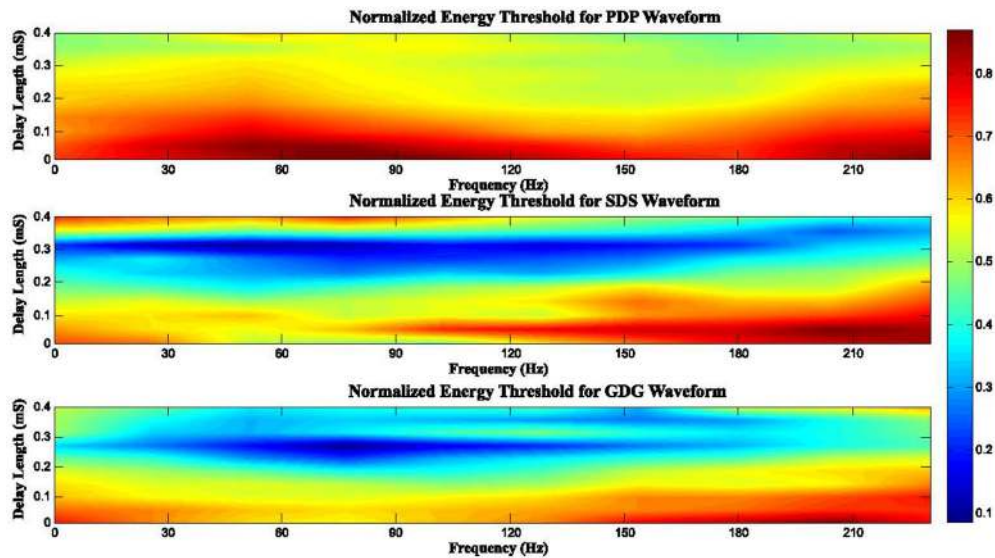 Normalized Energy Threshold for PDP Waveform
Delay Length (mS)
0.4
0.3
0.2
0.1
0
0 30 60 90 120 150 180 210
Frequency (Hz)
Normalized Energy Threshold for SDS Waveform
Delay Length (mS)
0.4
0.3
0.2
0.1
0
0 30 60 90 120 150 180 210
Frequency (Hz)
Normalized Energy Threshold for GDG Waveform
Delay Length (mS)
0.4
0.3
0.2
0.1
0
0 30 60 90 120 150 180 210
Frequency (Hz)
0.8
0.7
0.6
0.5
0.4
0.3
0.2
0.1